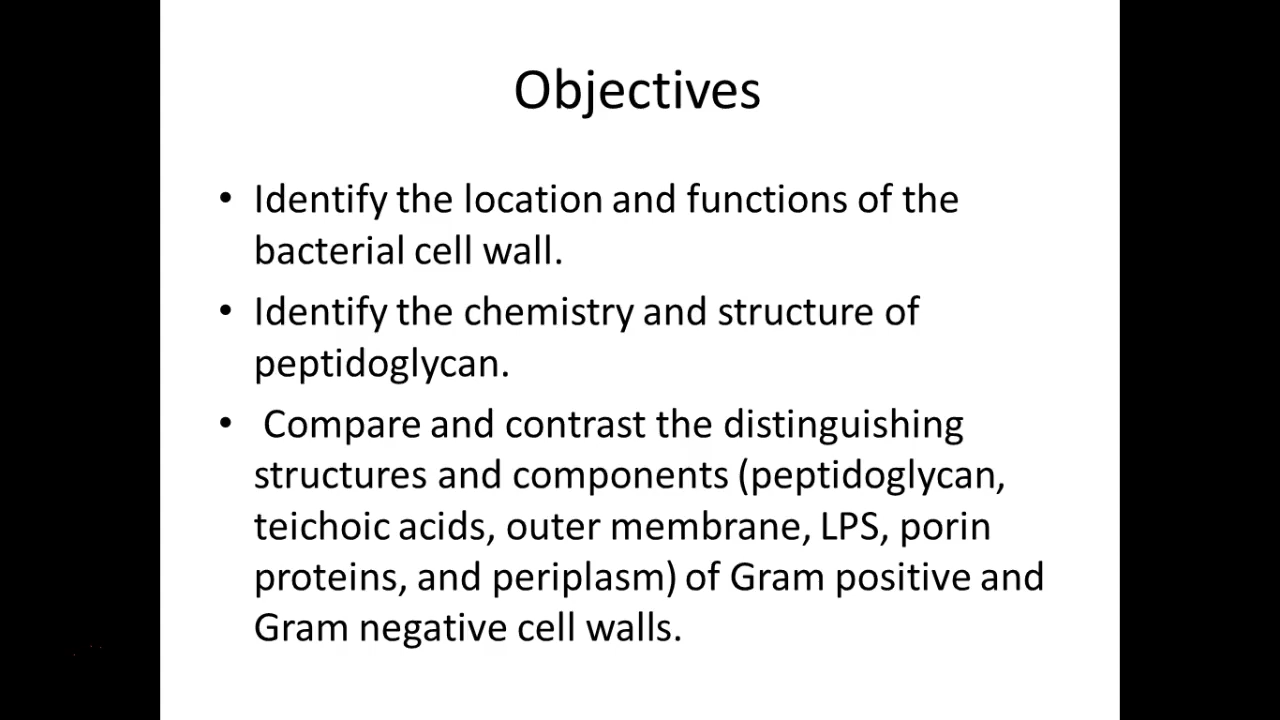 Objectives
• Identify the location and functions of the
bacterial cell wall.
• Identify the chemistry and structure of
peptidoglycan.
• Compare and contrast the distinguishing
structures and components (peptidoglycan,
teichoic acids, outer membrane, LPS, porin
proteins, and periplasm) of Gram positive and
Gram negative cell walls.